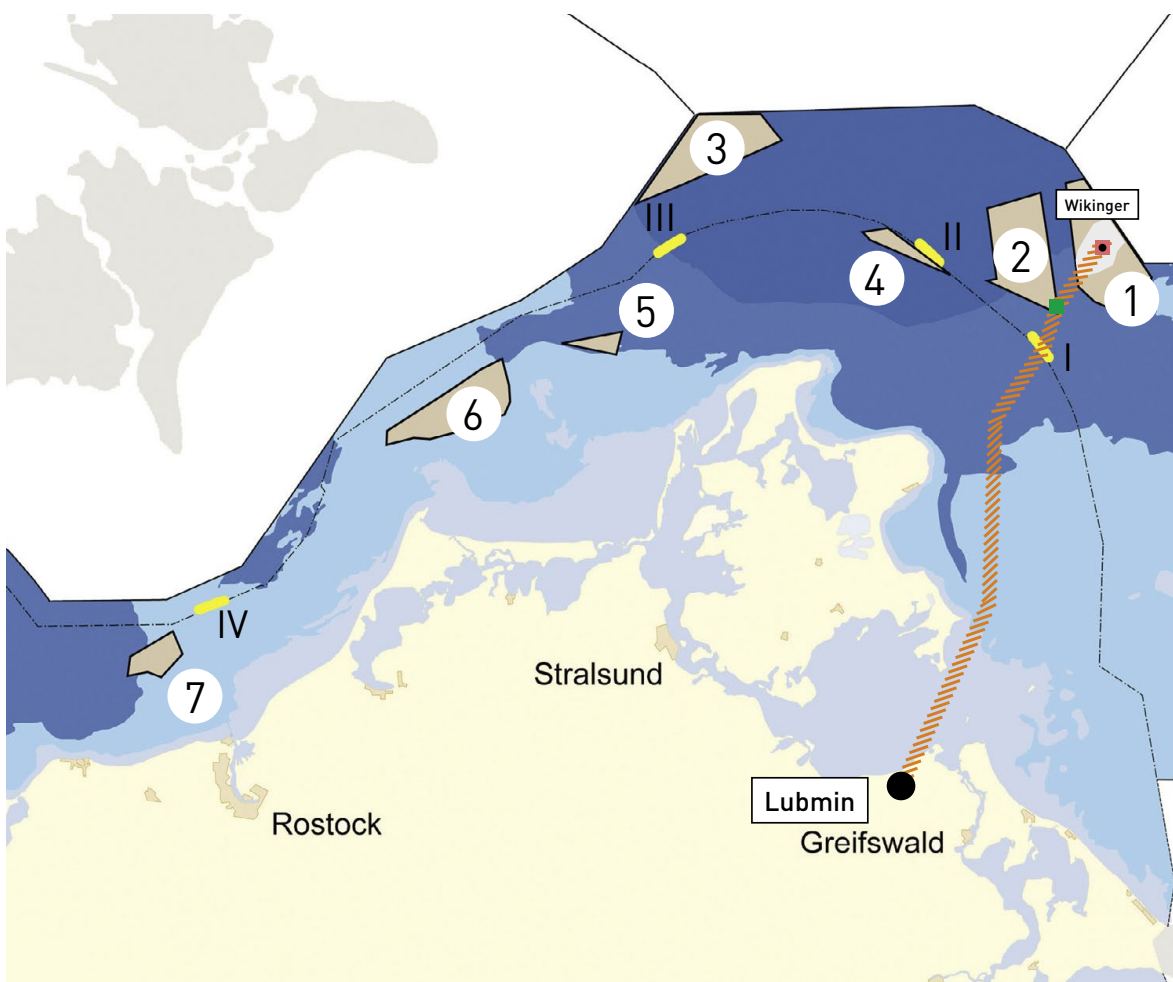 3
Wikinger
III
II
2
4
1
5
I
6
IV
Stralsund
7
Lubmin
Rostock
Greifswald